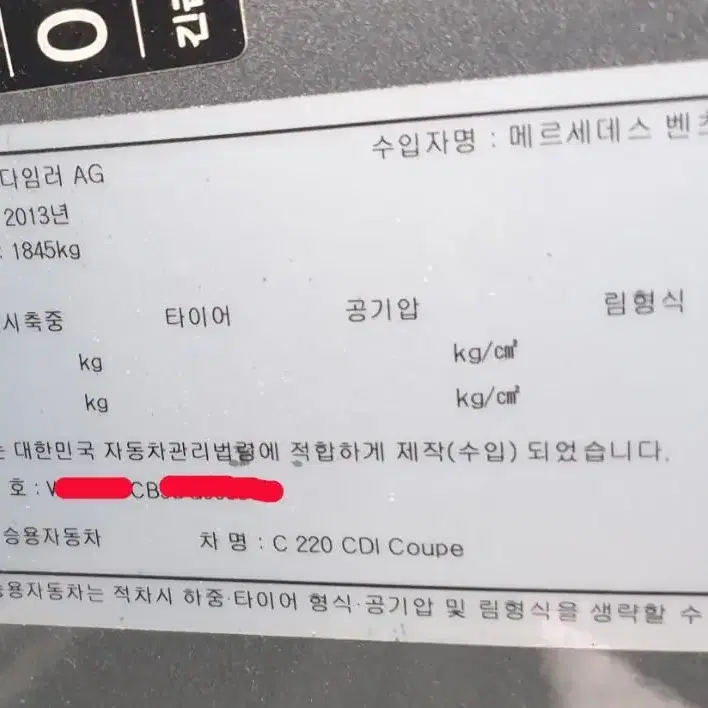 0
수입자명 : 메르세데스 벤츠
다임러 AG
2013년
: 1845kg
시축중 타이어 공기압 림형식
kg kg/㎠
kg kg/㎠
는 대한민국 자동차관리법령에 적합하게 제작(수입) 되었습니다.
호 : W CB
승용자동차 차 명 : C 220 CDI Coupe
승용자동차는 적차시 하중·타이어 형식·공기압 및 림형식을 생략할 수